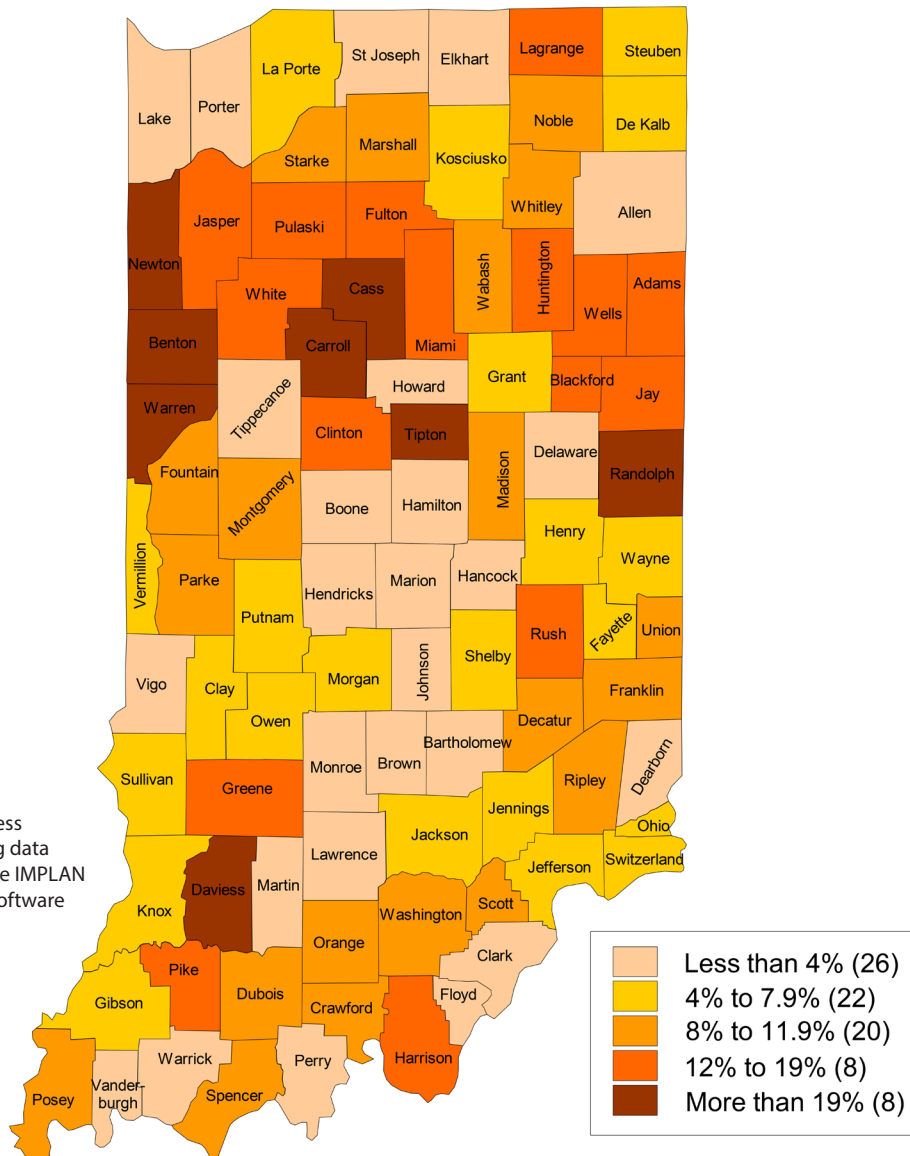 St Joseph
Elkhart
Lagrange
Steuben
La Porte
Lake
Porter
Noble
De Kalb
Starke
Marshall
Kosciusko
Whitley
Allen
Newton
Jasper
Pulaski
Fulton
Wabash
Huntington
White
Cass
Wells
Adams
Benton
Carroll
Miami
Howard
Grant
Blackford
Jay
Warren
Tippecanoe
Clinton
Tipton
Madison
Delaware
Randolph
Fountain
Montgomery
Boone
Hamilton
Henry
Wayne
Vermillion
Parke
Hendricks
Marion
Hancock
Putnam
Rush
Fayette
Union
Vigo
Clay
Morgan
Johnson
Shelby
Franklin
Owen
Decatur
Bartholomew
Sullivan
Monroe
Brown
Ripley
Dearborn
Greene
Jennings
Jackson
Ohio
Lawrence
Jefferson
Switzerland
Knox
Daviess
Martin
Washington
Scott
Orange
Clark
Pike
Gibson
Dubois
Crawford
Floyd
Harrison
Warrick
Perry
Posey
Vander-
burgh
Spencer
ess
g data
e IMPLAN
oftware
Less than 4% (26)
4% to 7.9% (22)
8% to 11.9% (20)
12% to 19% (8)
More than 19% (8)